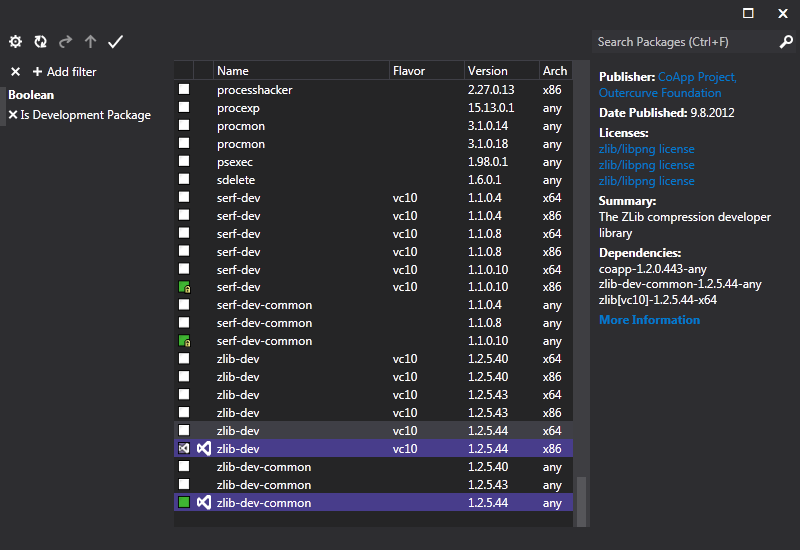 Search Packages (Ctrl+F)
Add filter
Boolean
Is Development Package
Name Flavor Version Arch
processhacker 2.27.0.13 x86
procexp 15.13.0.1 any
procmon 3.1.0.14 any
procmon 3.1.0.18 any
psexec 1.98.0.1 any
sdelete 1.6.0.1 any
serf-dev vc10 1.1.0.4 x64
serf-dev vc10 1.1.0.4 x86
serf-dev vc10 1.1.0.8 x64
serf-dev vc10 1.1.0.8 x86
serf-dev vc10 1.1.0.10 x64
serf-dev vc10 1.1.0.10 x86
serf-dev-common 1.1.0.4 any
serf-dev-common 1.1.0.8 any
serf-dev-common 1.1.0.10 any
zlib-dev vc10 1.2.5.40 x64
zlib-dev vc10 1.2.5.40 x86
zlib-dev vc10 1.2.5.43 x64
zlib-dev vc10 1.2.5.43 x86
zlib-dev vc10 1.2.5.44 x64
zlib-dev vc10 1.2.5.44 x86
zlib-dev-common 1.2.5.40 any
zlib-dev-common 1.2.5.43 any
zlib-dev-common 1.2.5.44 any
Publisher: CoApp Project,
Outercurve Foundation
Date Published: 9.8.2012
Licenses:
zlib/libpng license
zlib/libpng license
zlib/libpng license
Summary:
The ZLib compression developer
library
Dependencies:
coapp-1.2.0.443-any
zlib-dev-common-1.2.5.44-any
zlib[vc10]-1.2.5.44-x64
More Information